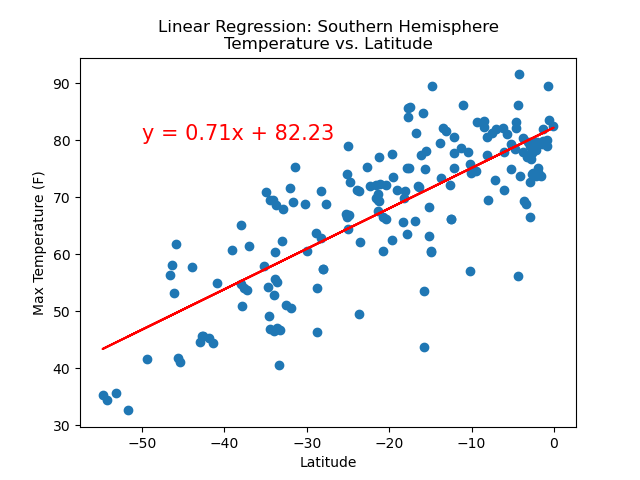 Linear Regression: Southern Hemisphere
Temperature vs. Latitude
y = 0.71x + 82.23
Max Temperature (F)
90
80
70
60
50
40
30
−50
−40
−30
−20
−10
0
Latitude